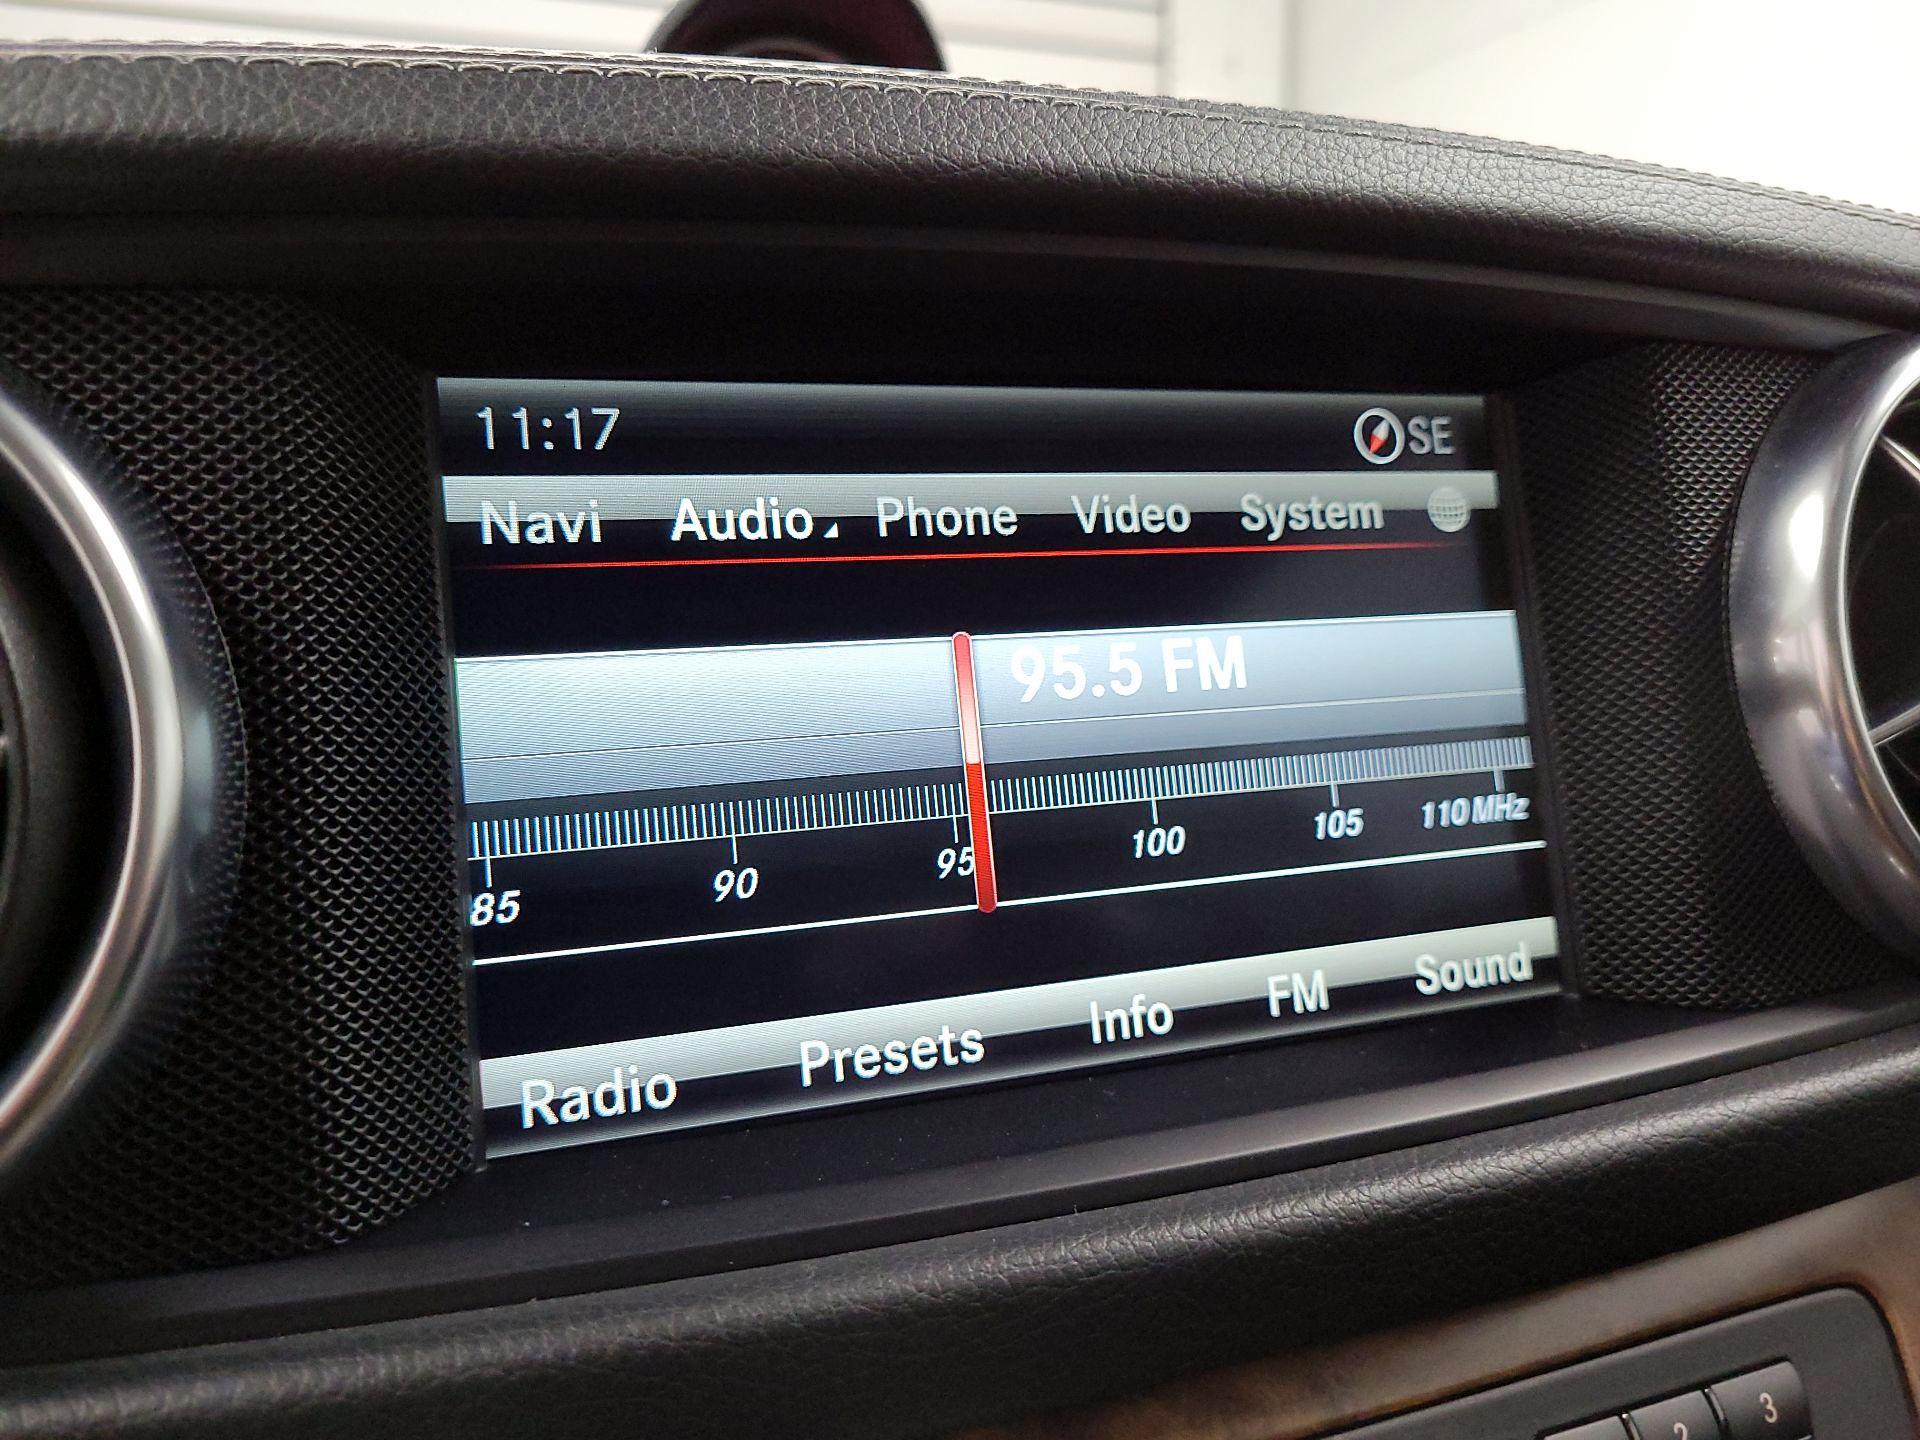 11:17 SE
Navi Audio Phone Video System
95.5 FM
85 90 95 100 105 110 MHz
Radio Presets Info FM Sound
2 3